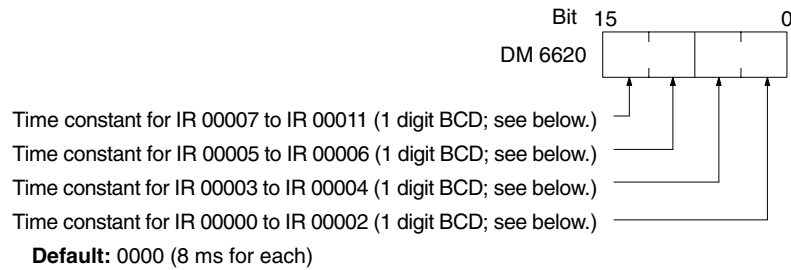 Bit 15 0
DM 6620
Time constant for IR 00007 to IR 00011 (1 digit BCD; see below.)
Time constant for IR 00005 to IR 00006 (1 digit BCD; see below.)
Time constant for IR 00003 to IR 00004 (1 digit BCD; see below.)
Time constant for IR 00000 to IR 00002 (1 digit BCD; see below.)
Default: 0000 (8 ms for each)